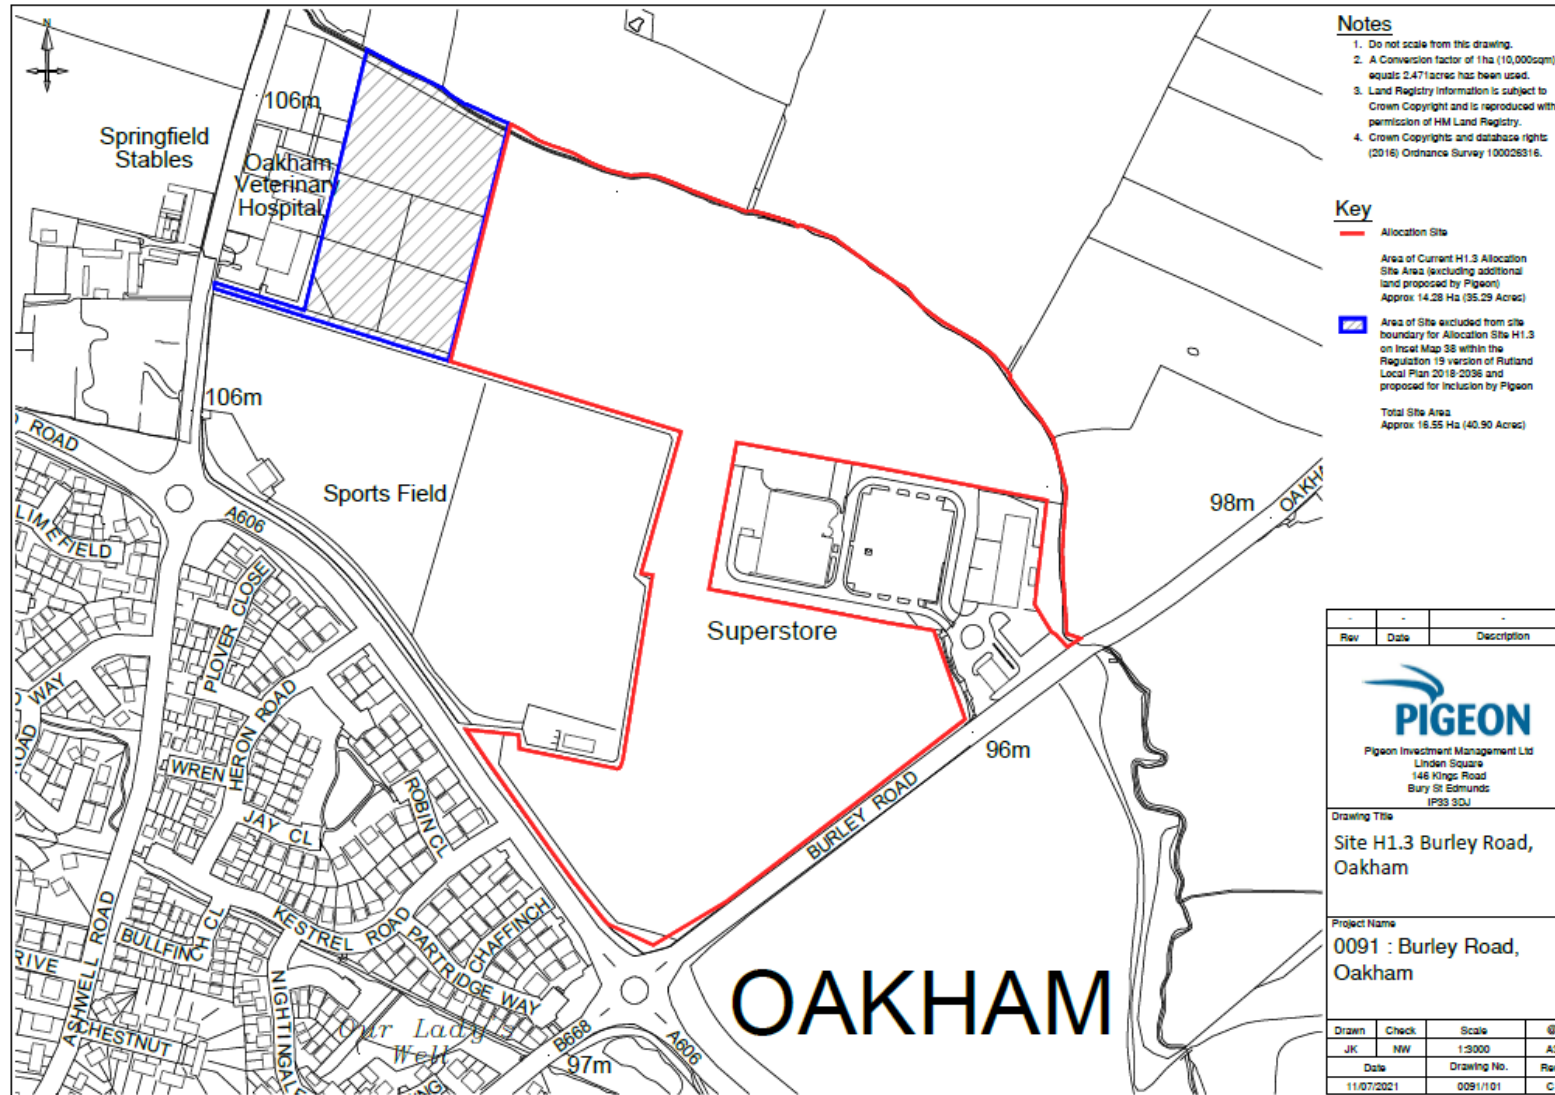 N
106m
Springfield
Stables
Oakham
Veterinary
Hospital
106m
ROAD
Sports Field
A606
LIMEFIELD
PLOVER CLOSE
HERON ROAD
WREN
JAY CL
ROBIN CL
WAY
ROAD
KESTREL ROAD
PARTRIDGE WAY
CHAFFINCH
BULLFINCH CL
ASHWELL ROAD
NIGHTINGALE
CHESTNUT
RIVE
Our Lady's
Well
B668
97m
A606
Superstore
98m
OAKHA
96m
BURLEY ROAD
OAKHAM
Notes
1. Do not scale from this drawing.
2. A Conversion factor of 1ha (10,000sqm)
equals 2.471acres has been used.
3. Land Registry information is subject to
Crown Copyright and is reproduced with
permission of HM Land Registry.
4. Crown Copyrights and database rights
(2016) Ordnance Survey 100026316.
Key
Allocation Site
Area of Current H1.3 Allocation
Site Area (excluding additional
land proposed by Pigeon)
Approx 14.28 Ha (35.29 Acres)
Area of Site excluded from site
boundary for Allocation Site H1.3
on Inset Map 38 within the
Regulation 19 version of Rutland
Local Plan 2018-2036 and
proposed for inclusion by Pigeon
Total Site Area
Approx 16.55 Ha (40.90 Acres)
- - -
Rev Date Description
PIGEON
Pigeon Investment Management Ltd
Linden Square
146 Kings Road
Bury St Edmunds
IP33 3DJ
Drawing Title
Site H1.3 Burley Road,
Oakham
Project Name
0091 : Burley Road,
Oakham
Drawn Check Scale @
JK NW 1:3000
Date Drawing No. Rev
11/07/2021 0091/101 C